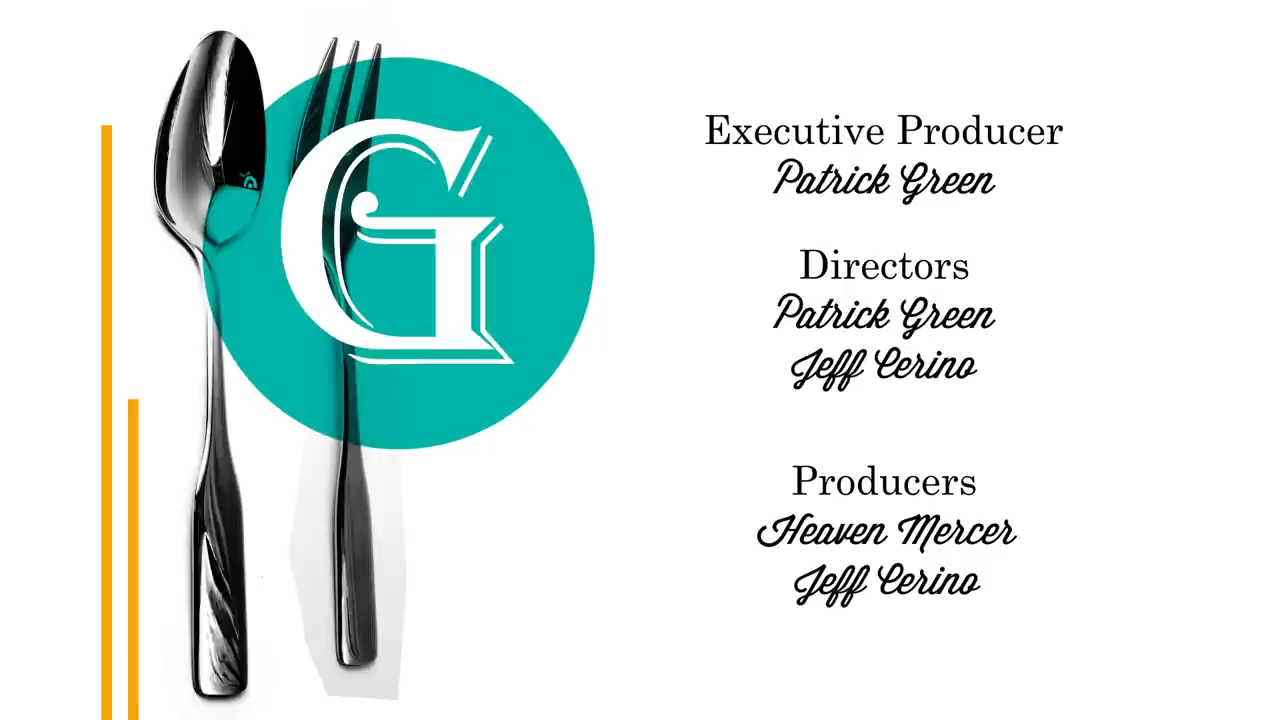 G
Executive Producer
Patrick Green
Directors
Patrick Green
Jeff Cerino
Producers
Heaven Mercer
Jeff Cerino